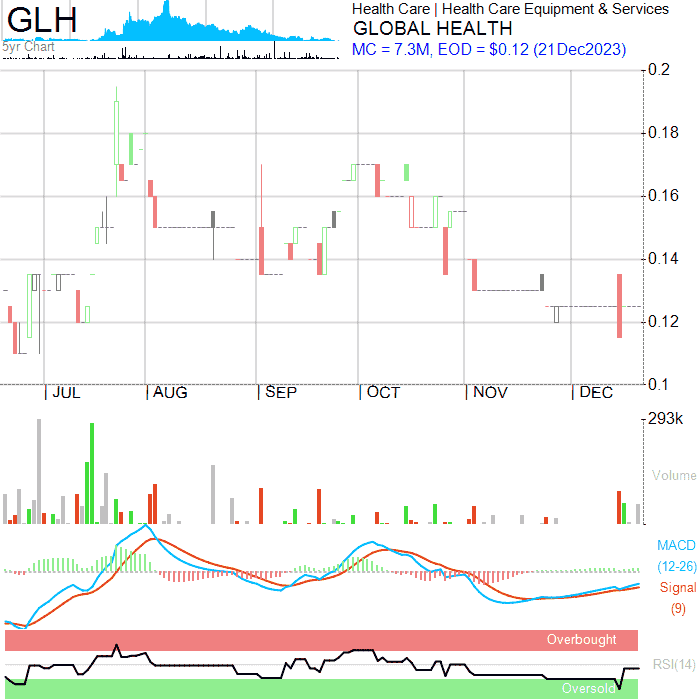 GLH
5yr Chart
Health Care | Health Care Equipment & Services
GLOBAL HEALTH
MC = 7.3M, EOD = $0.12 (21Dec2023)
0.2
0.18
0.16
0.14
0.12
0.1
JUL
AUG
SEP
OCT
NOV
DEC
293k
Volume
MACD
(12-26)
Signal
(9)
Overbought
RSI(14)
Oversold